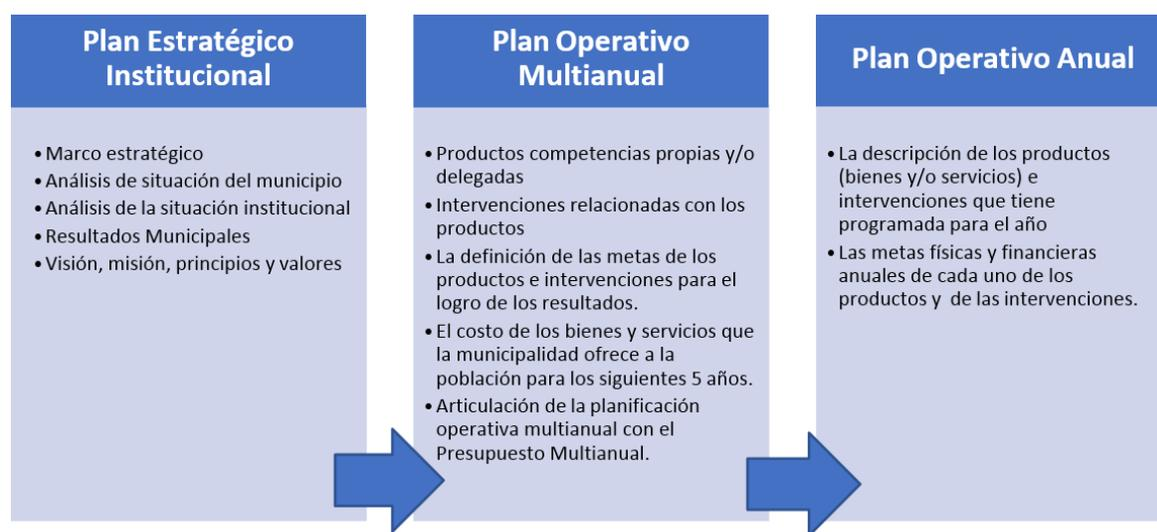 Plan Estratégico
Institucional
• Marco estratégico
• Análisis de situación del municipio
• Análisis de la situación institucional
• Resultados Municipales
• Visión, misión, principios y valores
Plan Operativo
Multianual
• Productos competencias propias y/o
delegadas
• Intervenciones relacionadas con los
productos
• La definición de las metas de los
productos e intervenciones para el
logro de los resultados.
• El costo de los bienes y servicios que
la municipalidad ofrece a la
población para los siguientes 5 años.
• Articulación de la planificación
operativa multianual con el
Presupuesto Multianual.
Plan Operativo Anual
• La descripción de los productos
(bienes y/o servicios) e
intervenciones que tiene
programada para el año
• Las metas físicas y financieras
anuales de cada uno de los
productos y de las intervenciones.